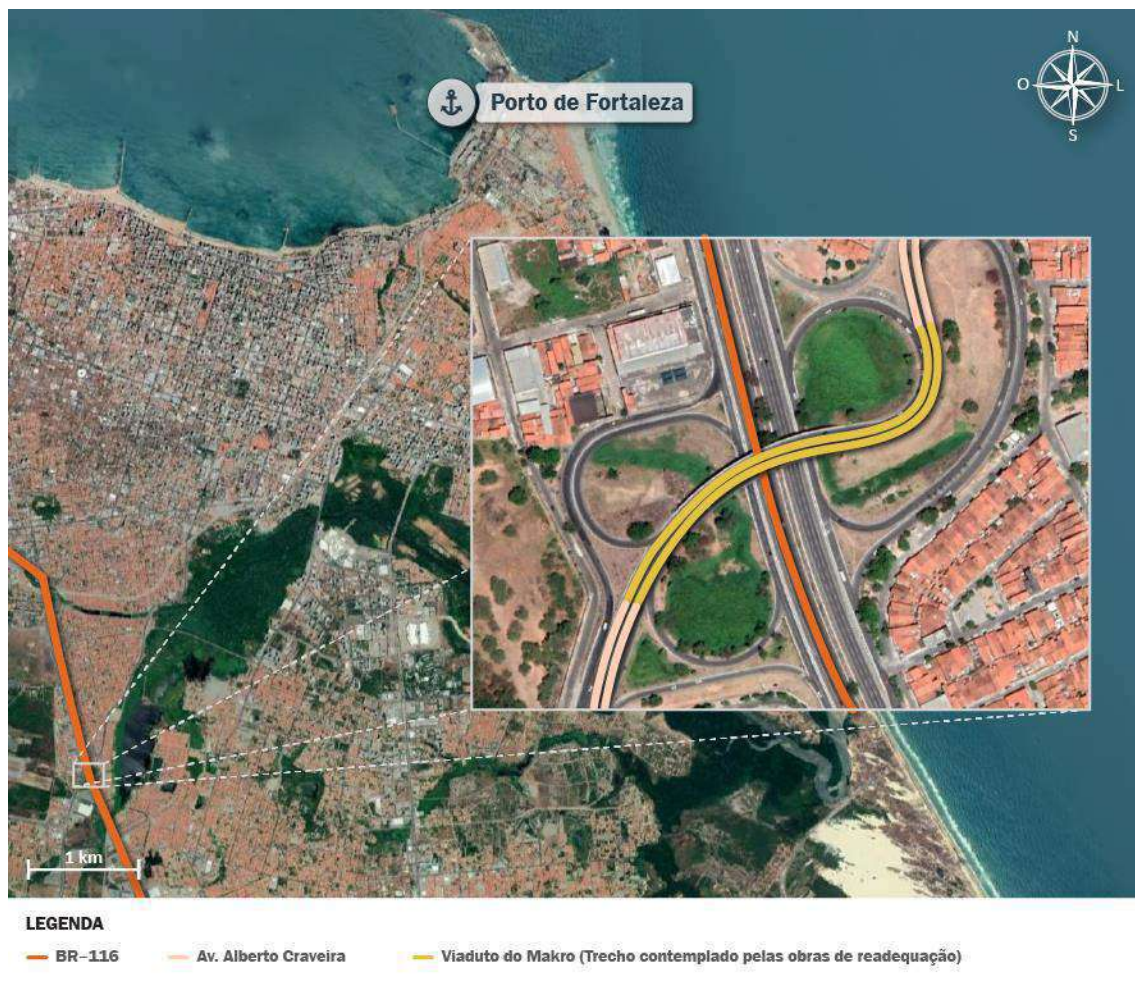 Porto de Fortaleza
N
O
L
S
1 km
LEGENDA
BR-116
Av. Alberto Craveira
Viaduto do Makro (Trecho contemplado pelas obras de readequação)